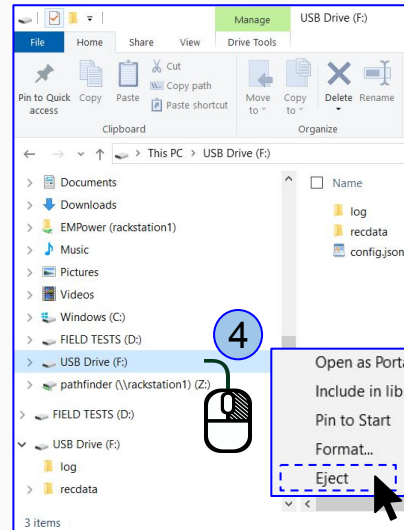 Manage USB Drive (F:)
File Home Share View Drive Tools
Pin to Quick access
Copy
Paste
Cut
Copy path
Paste shortcut
Move to
Copy to
Delete
Rename
Clipboard
Organize
This PC > USB Drive (F:)
Documents
Downloads
EMPower (rackstation1)
Music
Pictures
Videos
Windows (C:)
FIELD TESTS (D:)
USB Drive (F:)
pathfinder (\\rackstation1) (Z:)
FIELD TESTS (D:)
USB Drive (F:)
log
recdata
3 items
Name
log
recdata
config.json
4
Open as Porta
Include in lib
Pin to Start
Format...
Eject